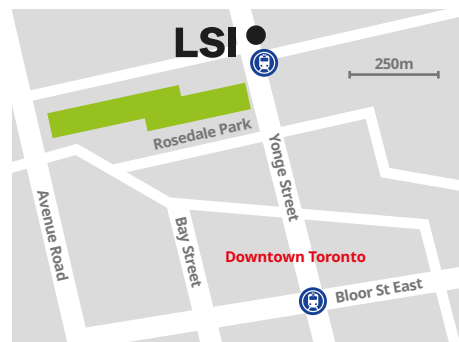 LSI
250m
Rosedale Park
Yonge Street
Avenue Road
Bay Street
Downtown Toronto
Bloor St East